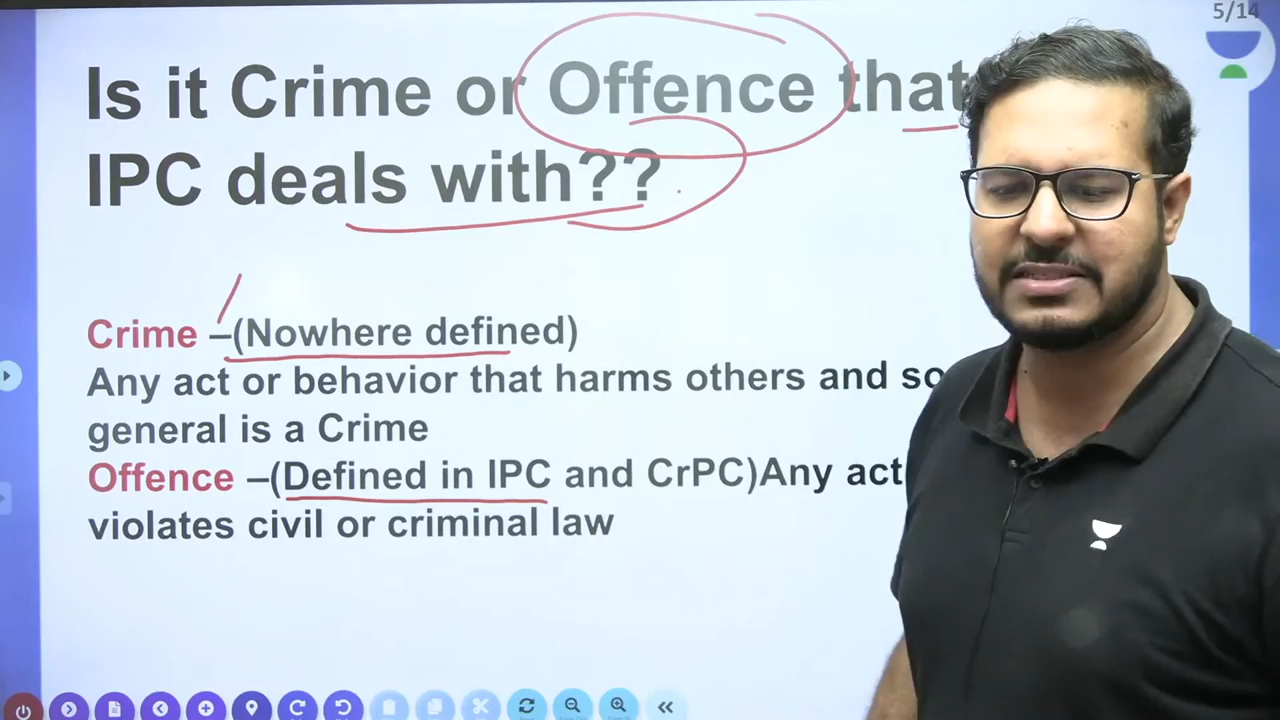 5/14
Is it Crime or Offence that
IPC deals with??
Crime –(Nowhere defined)
Any act or behavior that harms others and
general is a Crime
Offence –(Defined in IPC and CrPC)Any act
violates civil or criminal law